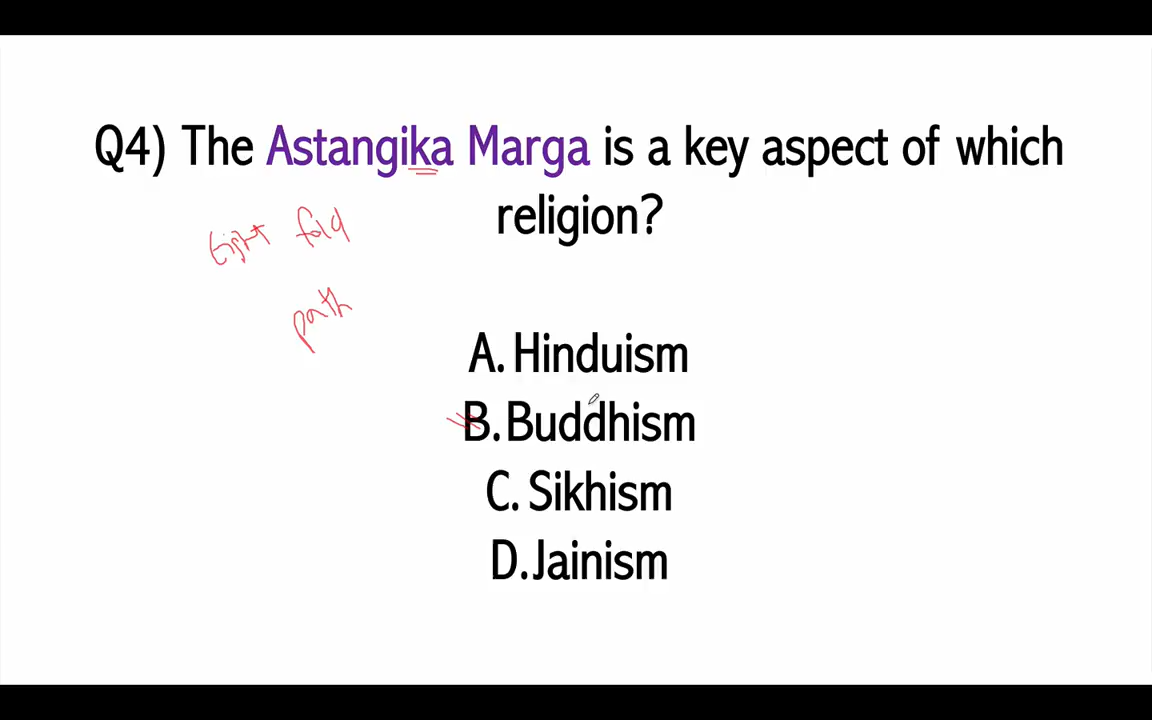 Q4) The Astangika Marga is a key aspect of which
religion?
Eight fold
path
A. Hinduism
B. Buddhism
C. Sikhism
D. Jainism